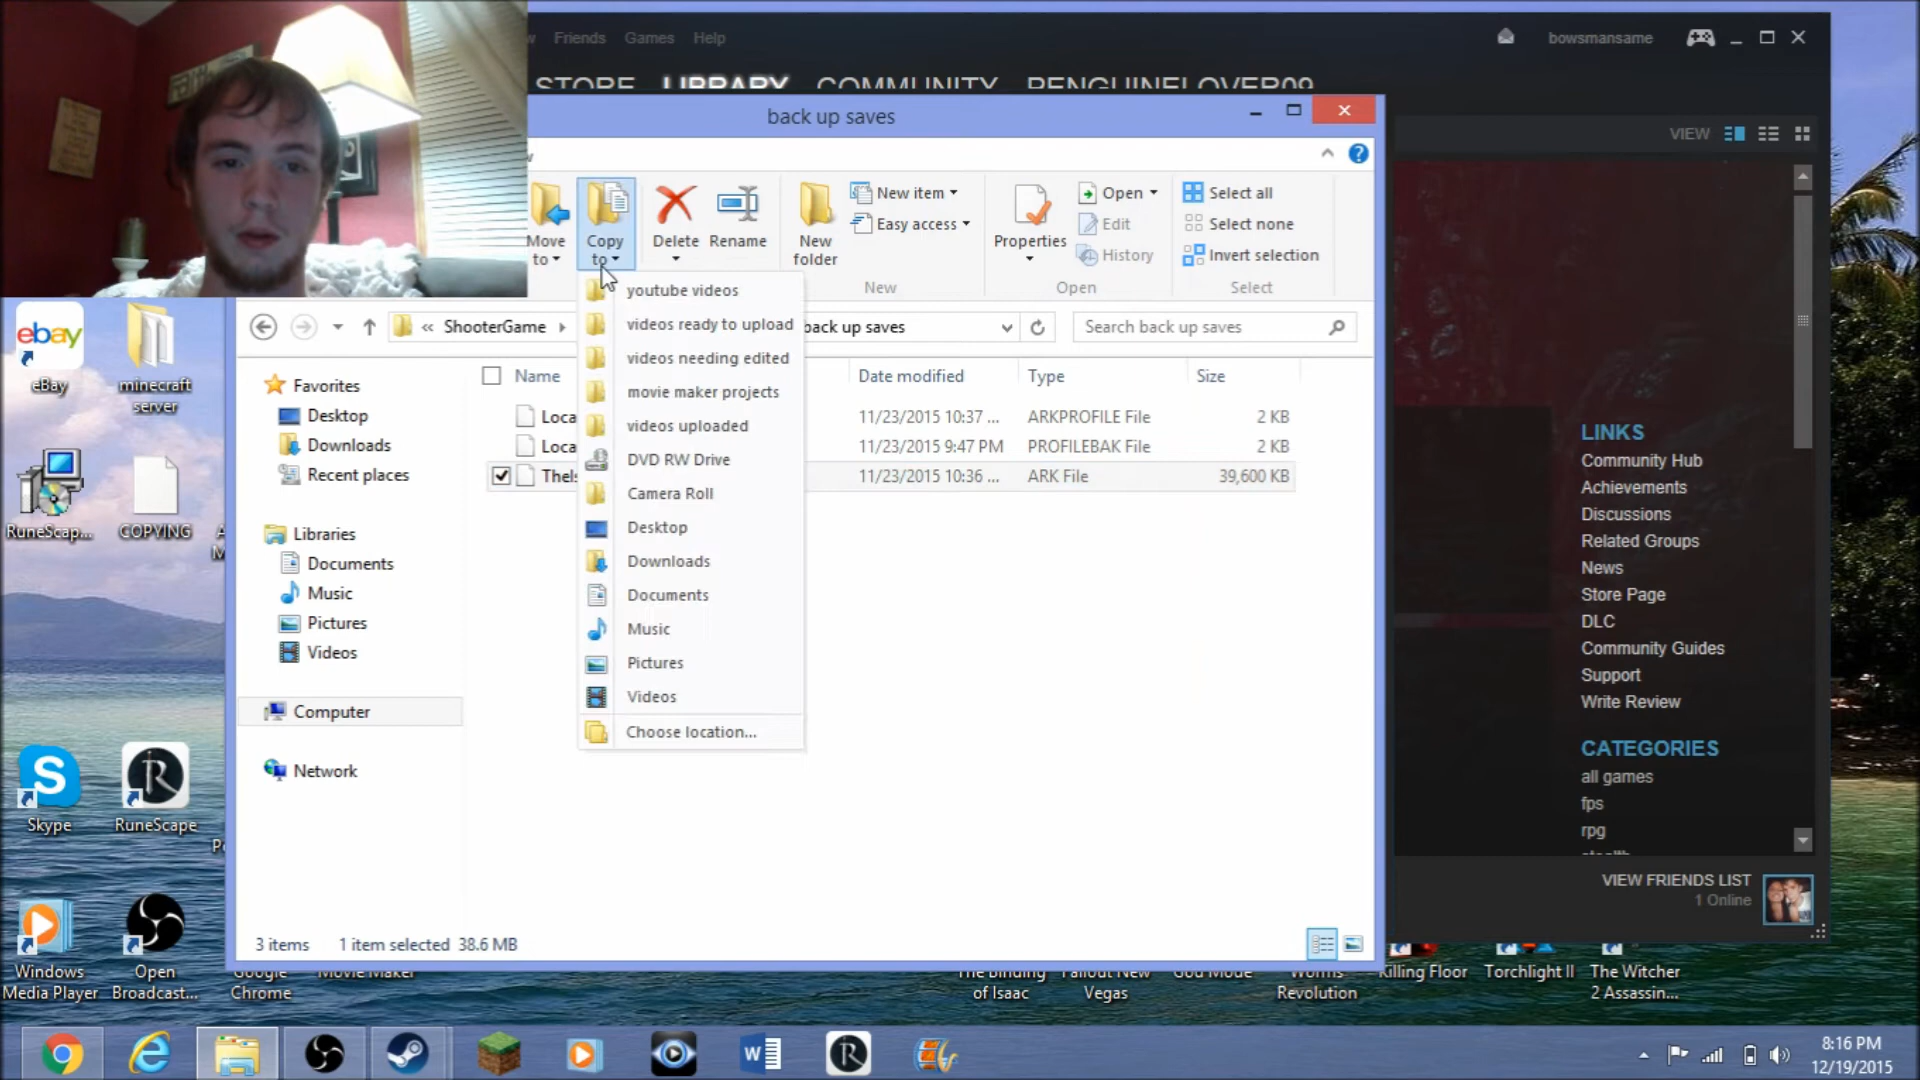 Friends Games Help
bowsmansame
STORE LIBRARY COMMUNITY PENGUINELOVER09
back up saves
VIEW
Move to
Copy to
Delete
Rename
New folder
New item
Easy access
New
Properties
Open
Edit
History
Open
Select all
Select none
Invert selection
Select
« ShooterGame
back up saves
Search back up saves
Name
Date modified
Type
Size
Loca
11/23/2015 10:37 ...
ARKPROFILE File
2 KB
Loca
11/23/2015 9:47 PM
PROFILEBAK File
2 KB
TheIs
11/23/2015 10:36 ...
ARK File
39,600 KB
Favorites
Desktop
Downloads
Recent places
Libraries
Documents
Music
Pictures
Videos
Computer
Network
youtube videos
videos ready to upload
videos needing edited
movie maker projects
videos uploaded
DVD RW Drive
Camera Roll
Desktop
Downloads
Documents
Music
Pictures
Videos
Choose location...
3 items
1 item selected 38.6 MB
LINKS
Community Hub
Achievements
Discussions
Related Groups
News
Store Page
DLC
Community Guides
Support
Write Review
CATEGORIES
all games
fps
rpg
VIEW FRIENDS LIST
1 Online
ebay
eBay
minecraft server
RuneScap...
COPYING
Skype
RuneScape
Windows Media Player
Open Broadcast...
Google Chrome
Movie Maker
The Binding of Isaac
Fallout New Vegas
God Mode
Worms Revolution
Killing Floor
Torchlight II
The Witcher 2 Assassin...
8:16 PM
12/19/2015